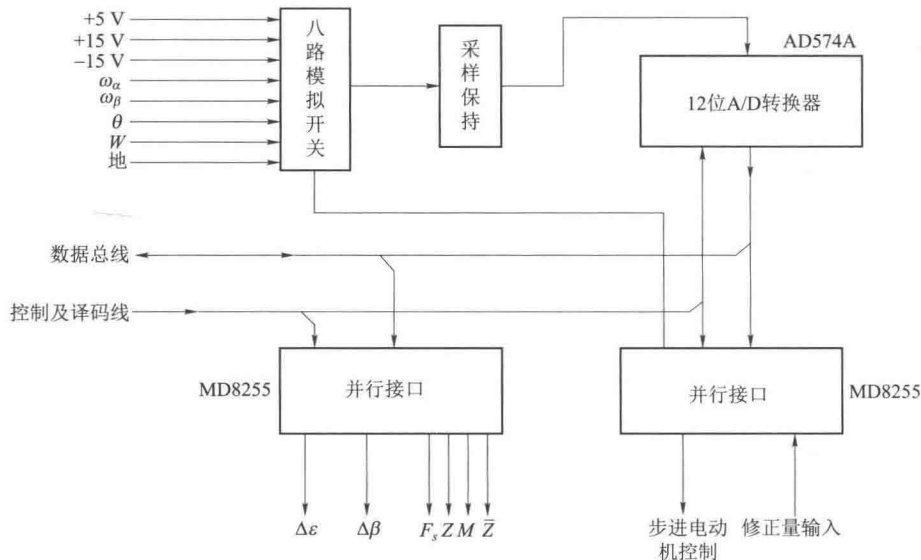 +5 V
+15 V
−15 V
ωα
ωβ
θ
W
地
八路模拟开关
采样保持
AD574A
12位A/D转换器
数据总线
控制及译码线
MD8255
并行接口
并行接口
MD8255
Δε
Δβ
Fs
Z
M
Z̄
步进电动
机控制
修正量输入